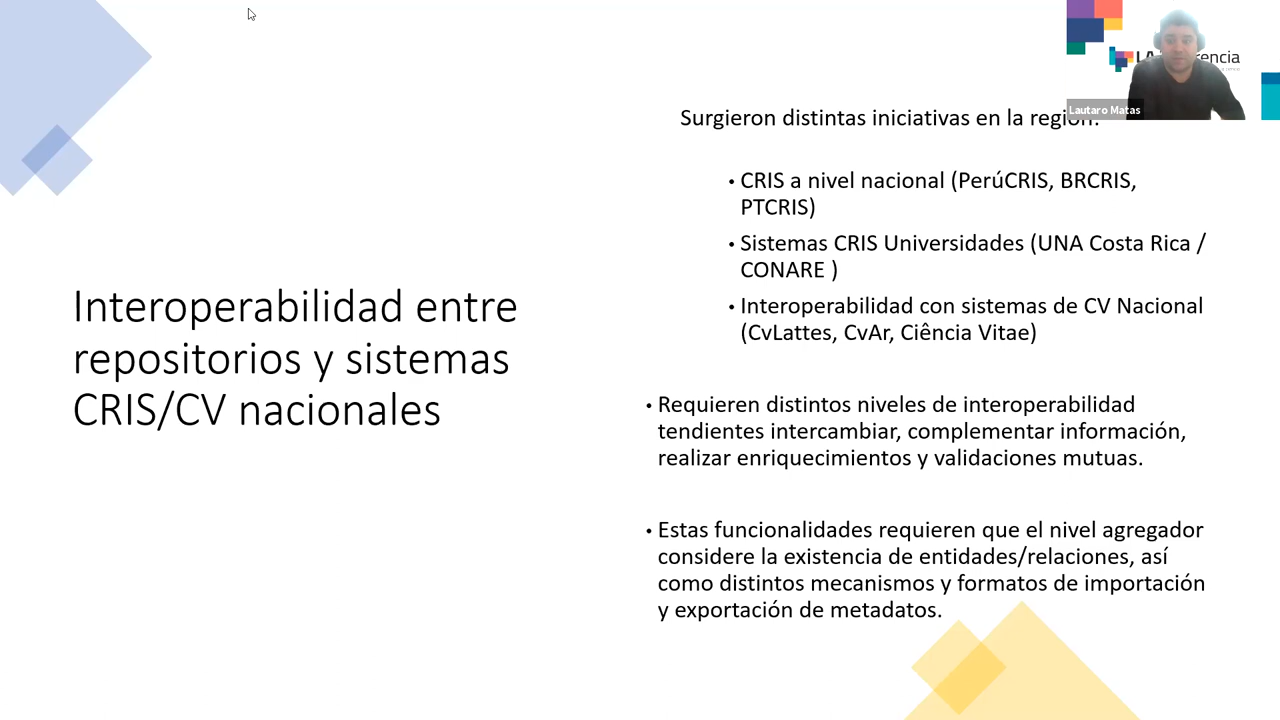 Interoperabilidad entre
repositorios y sistemas
CRIS/CV nacionales
Lautaro Matas
Surgieron distintas iniciativas en la region:
• CRIS a nivel nacional (PerúCRIS, BRCRIS,
PTCRIS)
• Sistemas CRIS Universidades (UNA Costa Rica /
CONARE )
• Interoperabilidad con sistemas de CV Nacional
(CvLattes, CvAr, Ciência Vitae)
• Requieren distintos niveles de interoperabilidad
tendientes intercambiar, complementar información,
realizar enriquecimientos y validaciones mutuas.
• Estas funcionalidades requieren que el nivel agregador
considere la existencia de entidades/relaciones, así
como distintos mecanismos y formatos de importación
y exportación de metadatos.